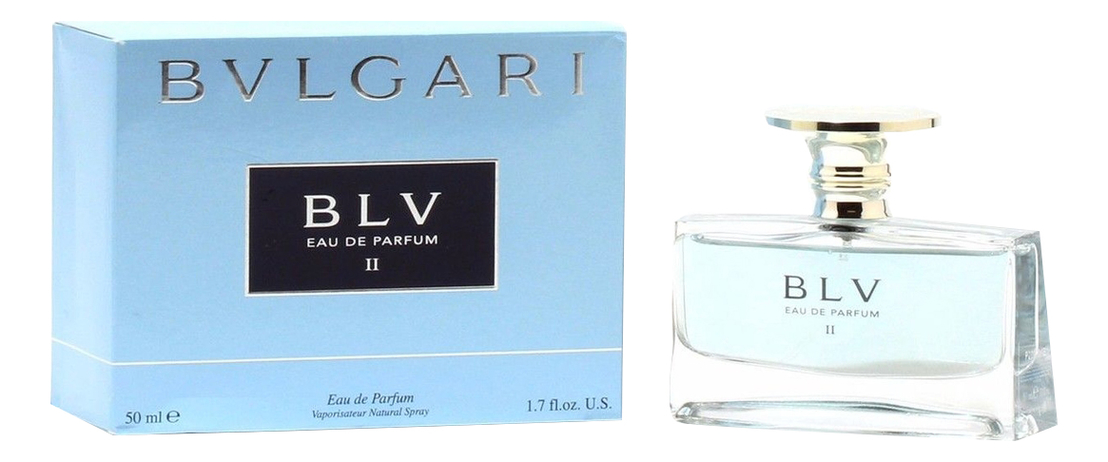 BVLGARI
BLV
EAU DE PARFUM
II
Eau de Parfum
Vaporisateur Natural Spray
50 ml ℮
1.7 fl.oz. U.S.
BLV
EAU DE PARFUM
II